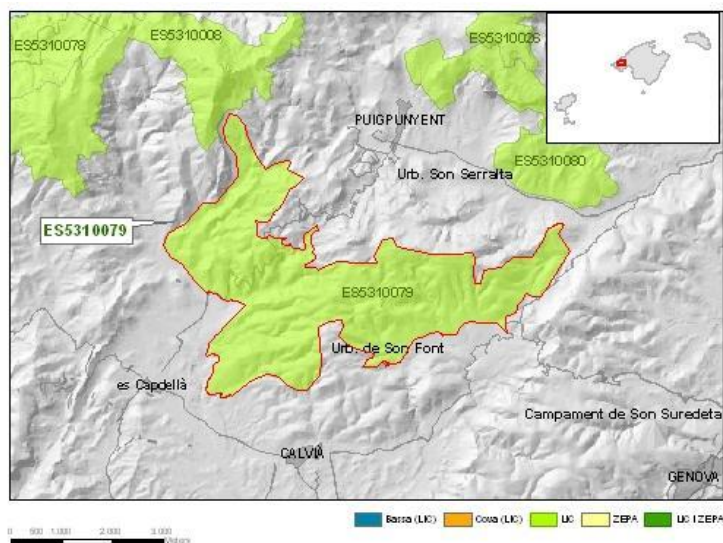 ES5310078
ES5310008
ES5310026
PUIGPUNYENT
ES5310080
Urb. Son Serralta
ES5310079
ES5310079
Urb. de Son Font
es Capdellà
Campament de Son Suredeta
CALVIÀ
GENOVA
Bassa (LIC)
Cova (LIC)
LIC
ZEPA
LIC I ZEPA
0 500 1.000 2.000 3.000
Meters